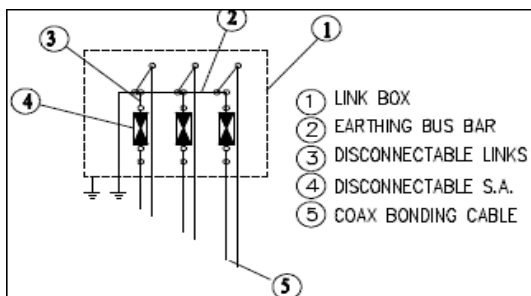 2
3
1
4
5
1 LINK BOX
2 EARTHING BUS BAR
3 DISCONNECTABLE LINKS
4 DISCONNECTABLE S.A.
5 COAX BONDING CABLE